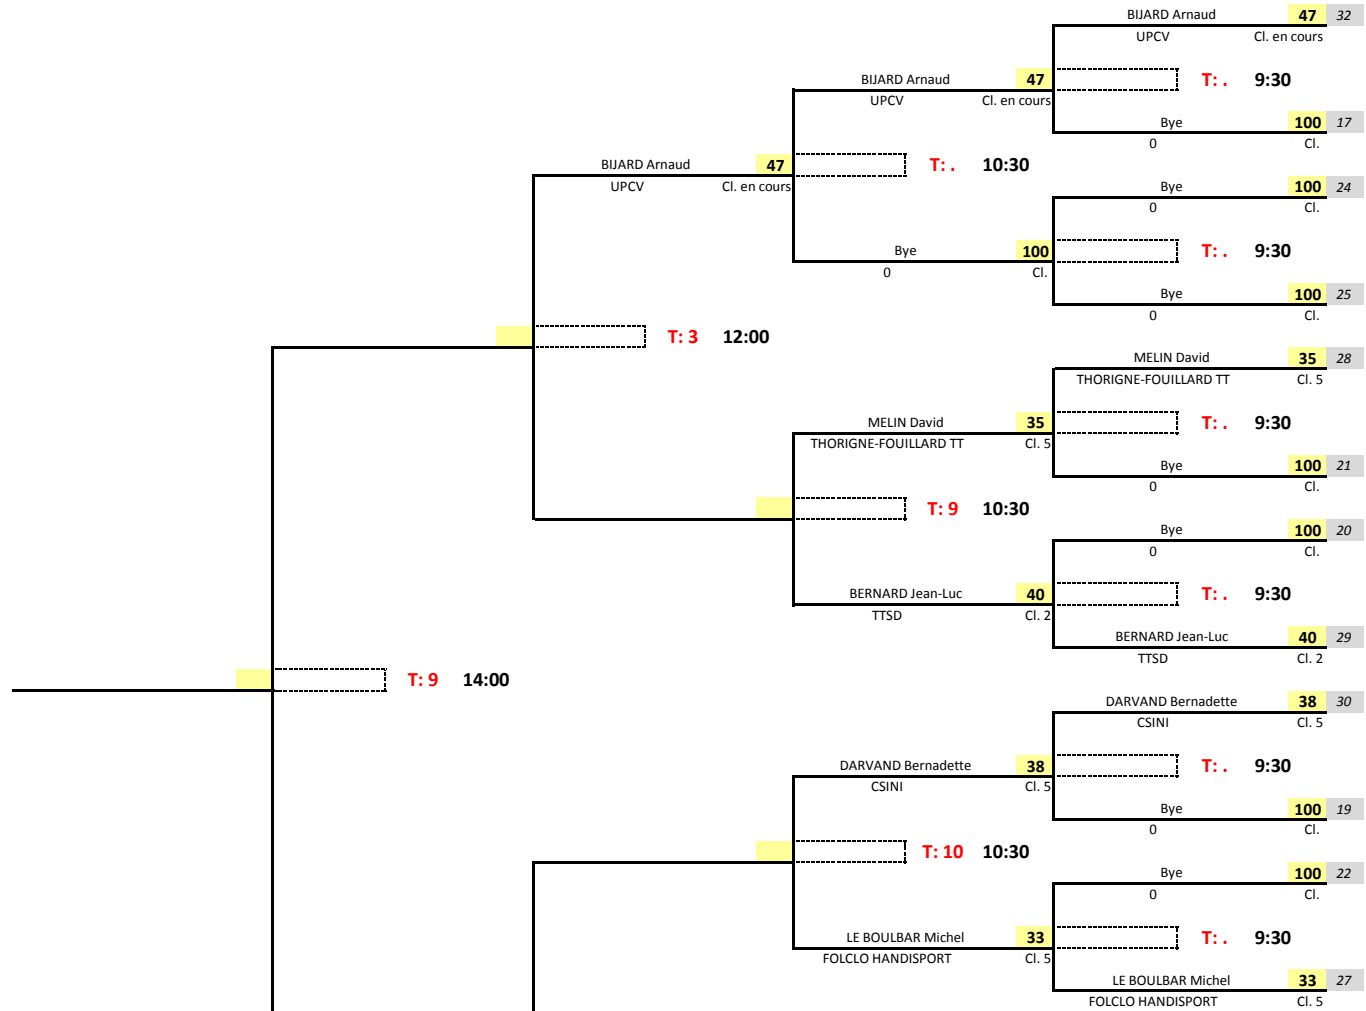 BIJARD Arnaud 47 32
UPCV Cl. en cours
BIJARD Arnaud 47 T: . 9:30
UPCV Cl. en cours
Bye 100 17
0 Cl.
BIJARD Arnaud 47 T: . 10:30
UPCV Cl. en cours
Bye 100 24
0 Cl.
Bye 100 T: . 9:30
0 Cl.
Bye 100 25
0 Cl.
T: 3 12:00
MELIN David 35 28
THORIGNE-FOUILLARD TT Cl. 5
MELIN David 35 T: . 9:30
THORIGNE-FOUILLARD TT Cl. 5
Bye 100 21
0 Cl.
T: 9 10:30
Bye 100 20
0 Cl.
BERNARD Jean-Luc 40 T: . 9:30
TTSD Cl. 2
BERNARD Jean-Luc 40 29
TTSD Cl. 2
T: 9 14:00
DARVAND Bernadette 38 30
CSINI Cl. 5
DARVAND Bernadette 38 T: . 9:30
CSINI Cl. 5
Bye 100 19
0 Cl.
T: 10 10:30
Bye 100 22
0 Cl.
LE BOULBAR Michel 33 T: . 9:30
FOLCLO HANDISPORT Cl. 5
LE BOULBAR Michel 33 27
FOLCLO HANDISPORT Cl. 5